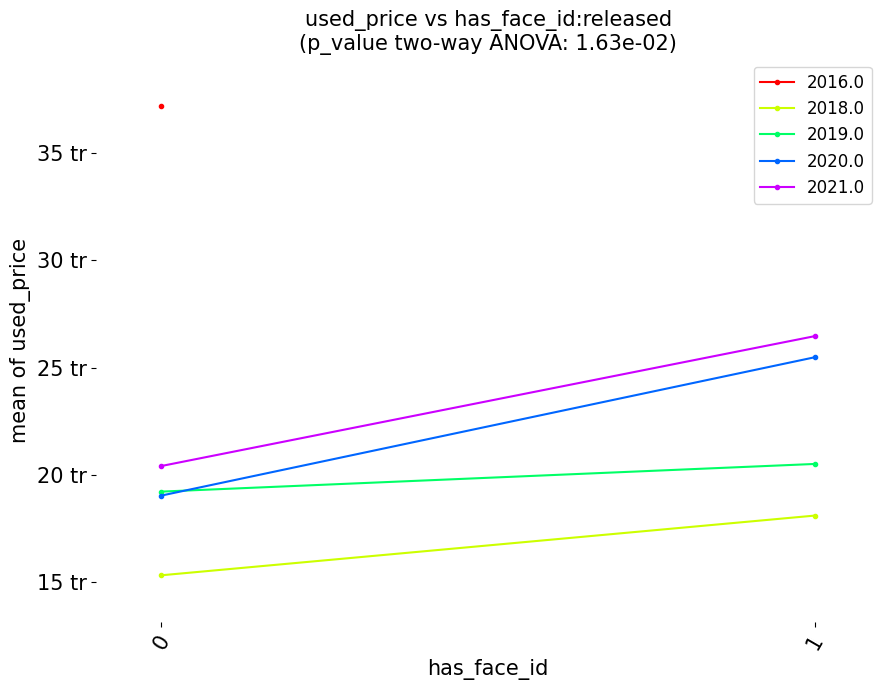 used_price vs has_face_id:released
(p_value two-way ANOVA: 1.63e-02)
2016.0
2018.0
2019.0
2020.0
2021.0
35 tr
30 tr
25 tr
20 tr
15 tr
mean of used_price
0
1
has_face_id